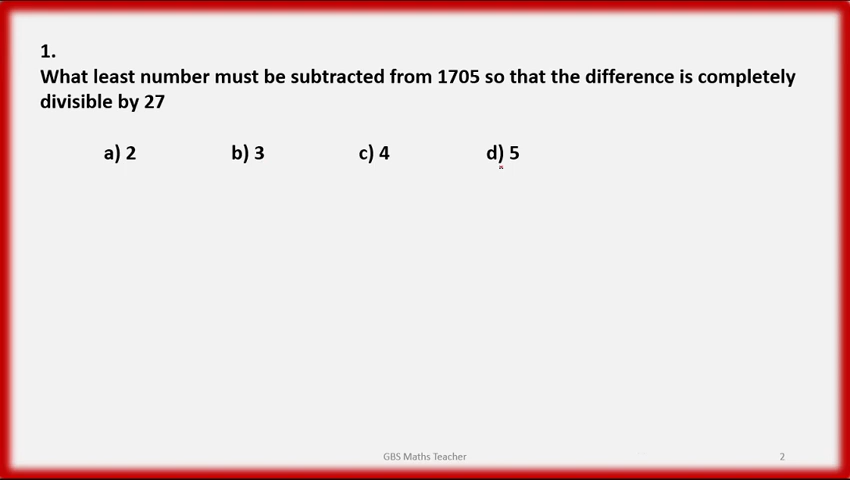 1.
What least number must be subtracted from 1705 so that the difference is completely
divisible by 27
a) 2 b) 3 c) 4 d) 5
GBS Maths Teacher 2